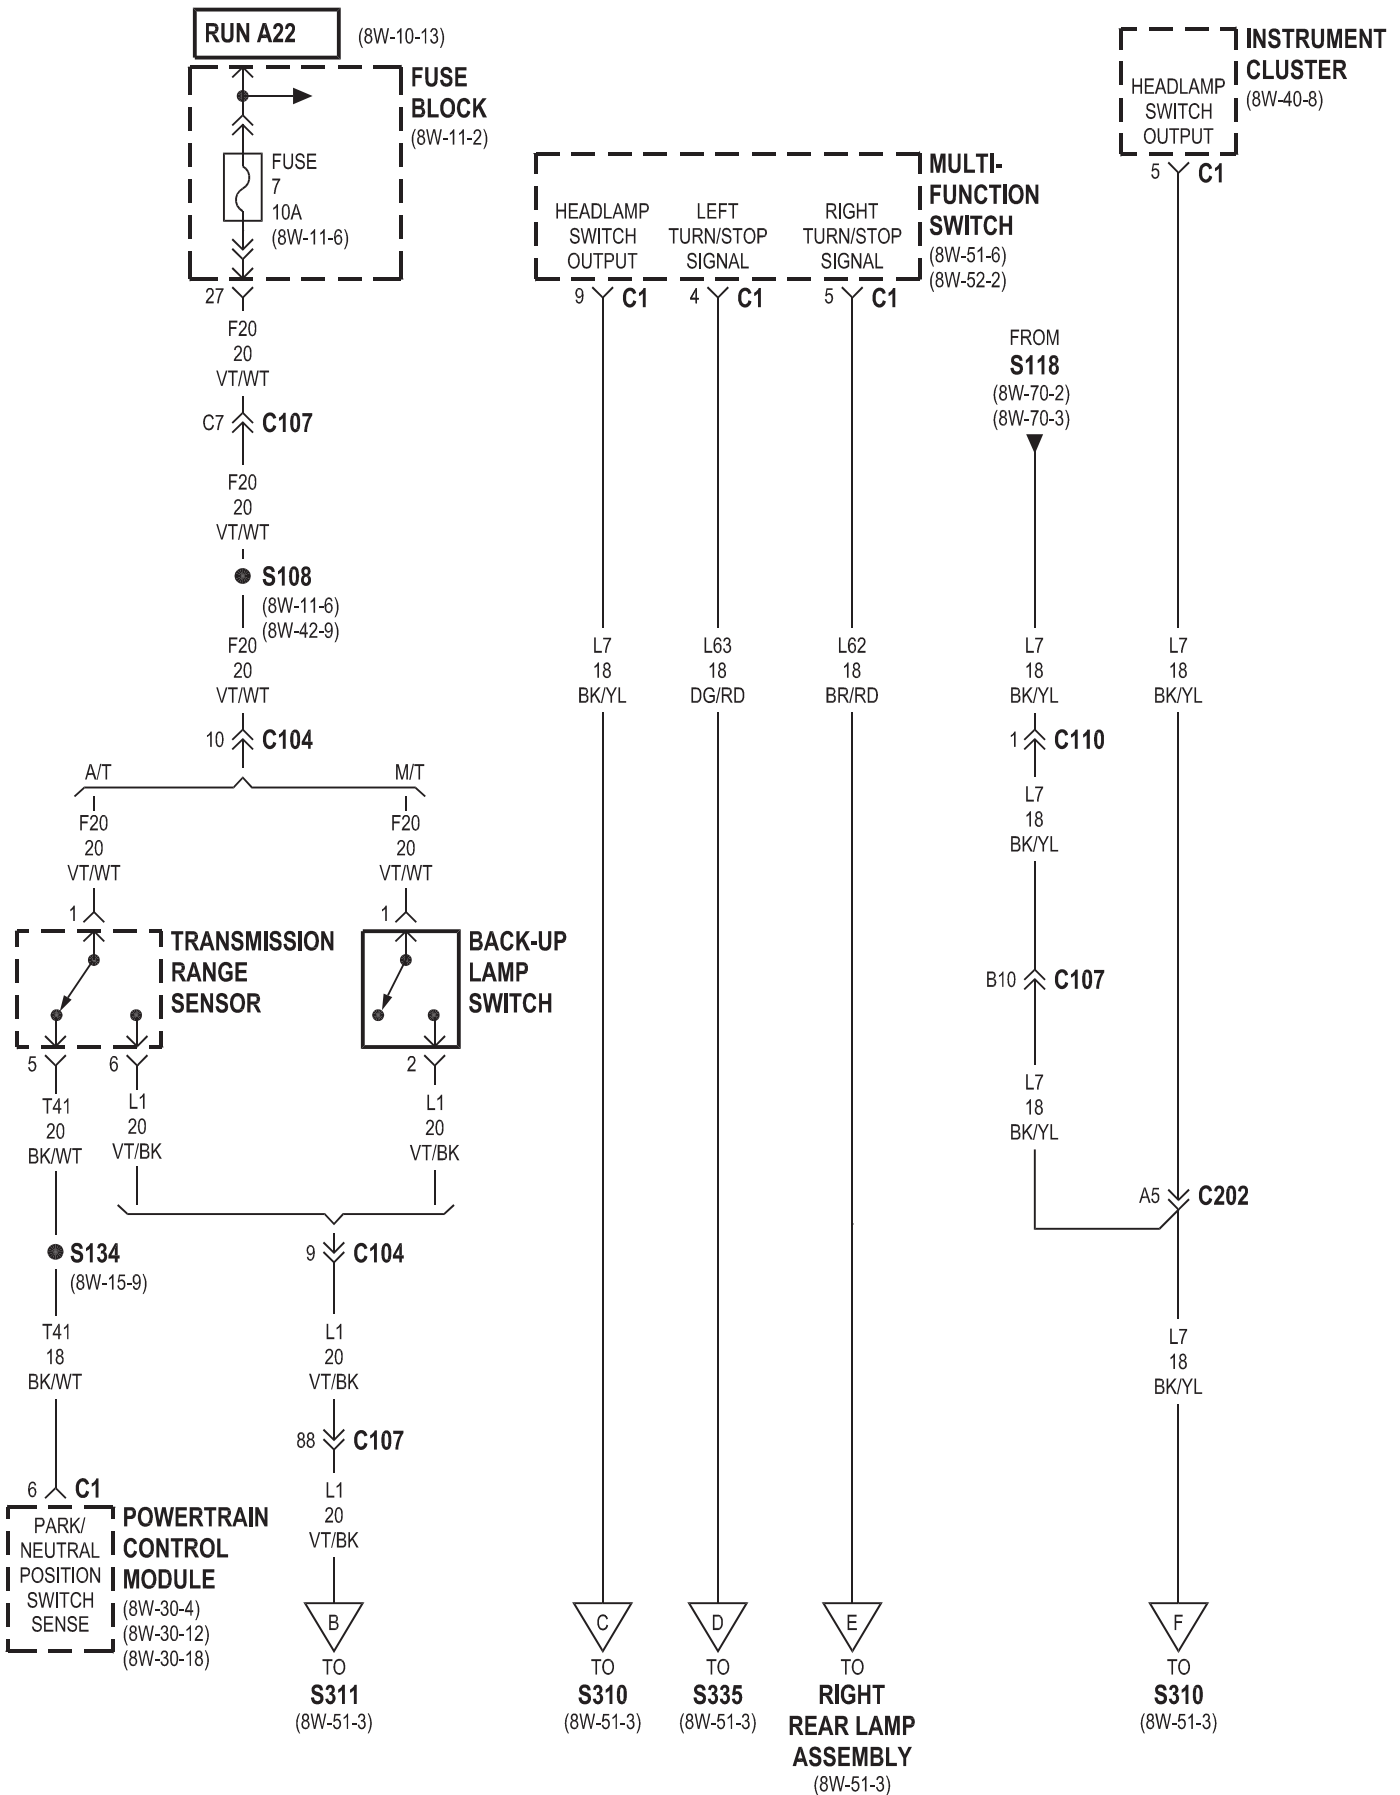 RUN A22
(8W-10-13)
FUSE
BLOCK
(8W-11-2)
FUSE
7
10A
(8W-11-6)
27
F20
20
VT/WT
C7
C107
F20
20
VT/WT
S108
(8W-11-6)
(8W-42-9)
F20
20
VT/WT
10
C104
A/T
M/T
F20
20
VT/WT
F20
20
VT/WT
1
1
TRANSMISSION
RANGE
SENSOR
BACK-UP
LAMP
SWITCH
5
6
2
T41
20
BK/WT
L1
20
VT/BK
L1
20
VT/BK
S134
(8W-15-9)
9
C104
T41
18
BK/WT
L1
20
VT/BK
88
C107
6
C1
L1
20
VT/BK
PARK/
NEUTRAL
POSITION
SWITCH
SENSE
POWERTRAIN
CONTROL
MODULE
(8W-30-4)
(8W-30-12)
(8W-30-18)
B
TO
S311
(8W-51-3)
HEADLAMP
SWITCH
OUTPUT
LEFT
TURN/STOP
SIGNAL
RIGHT
TURN/STOP
SIGNAL
MULTI-
FUNCTION
SWITCH
(8W-51-6)
(8W-52-2)
9
C1
4
C1
5
C1
L7
18
BK/YL
L63
18
DG/RD
L62
18
BR/RD
C
TO
S310
(8W-51-3)
D
TO
S335
(8W-51-3)
E
TO
RIGHT
REAR LAMP
ASSEMBLY
(8W-51-3)
FROM
S118
(8W-70-2)
(8W-70-3)
L7
18
BK/YL
1
C110
L7
18
BK/YL
B10
C107
L7
18
BK/YL
HEADLAMP
SWITCH
OUTPUT
INSTRUMENT
CLUSTER
(8W-40-8)
5
C1
L7
18
BK/YL
A5
C202
L7
18
BK/YL
F
TO
S310
(8W-51-3)